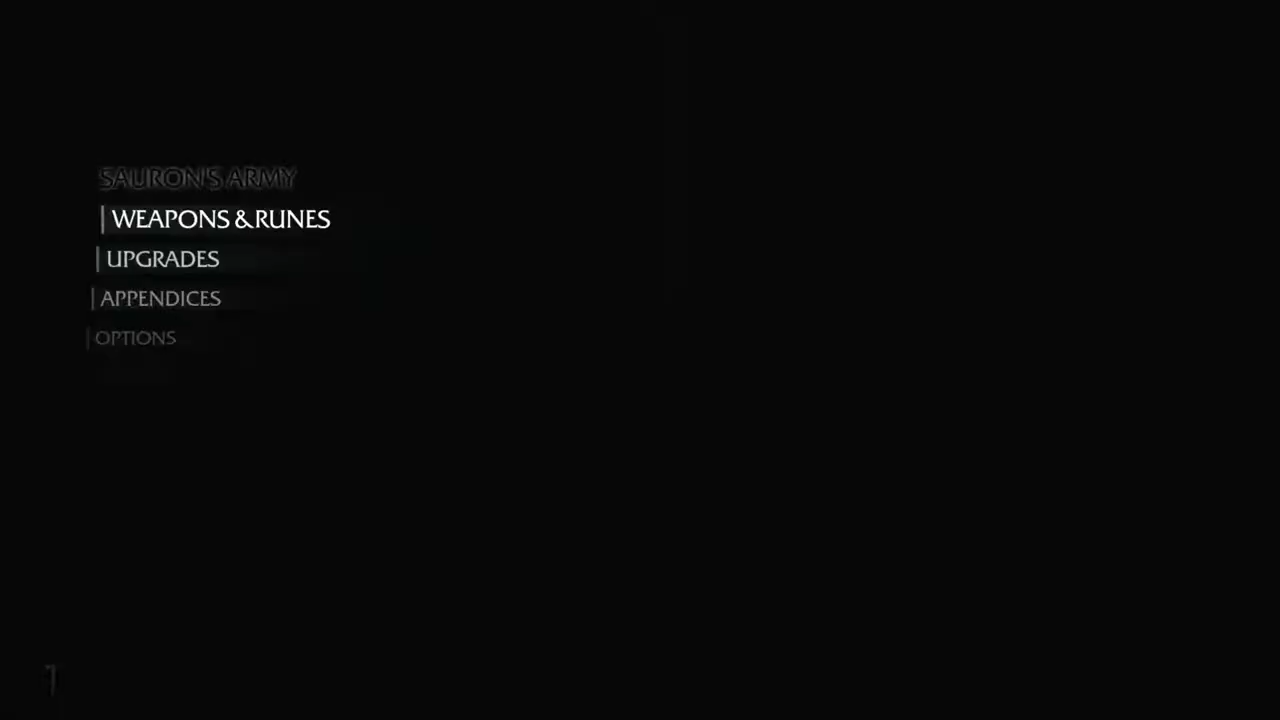 SAURON'S ARMY
WEAPONS & RUNES
UPGRADES
APPENDICES
OPTIONS